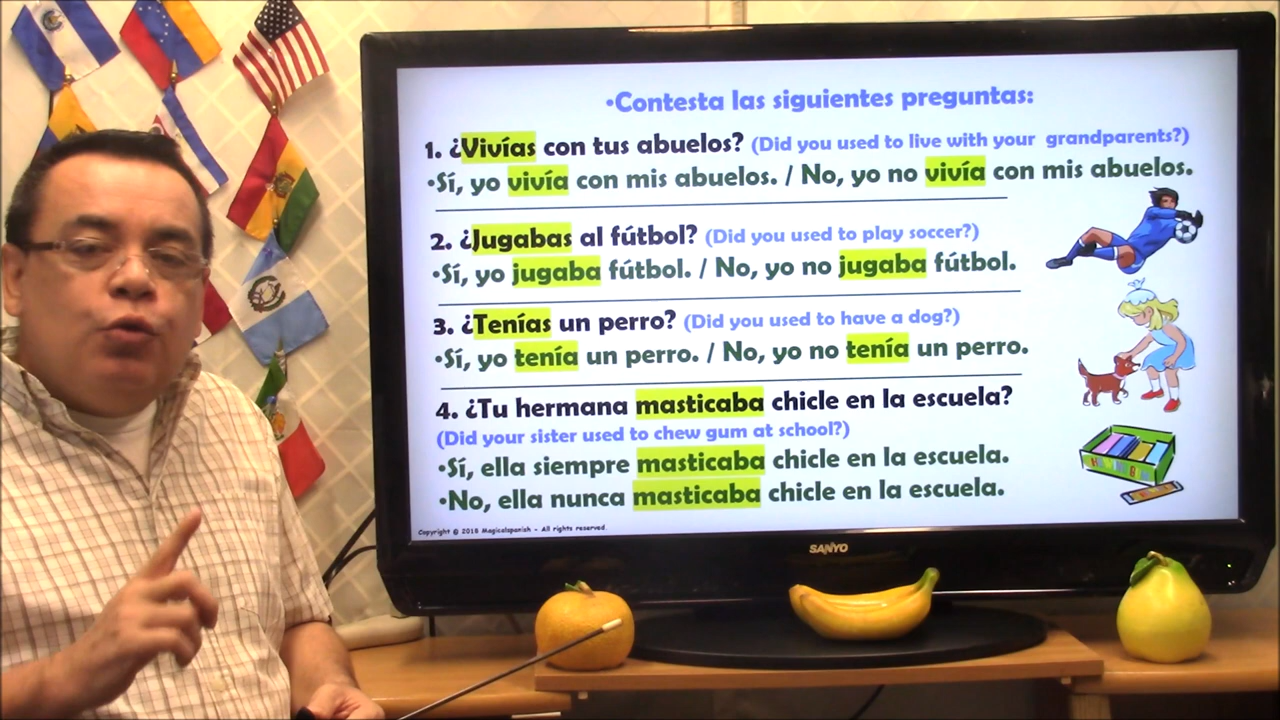 •Contesta las siguientes preguntas:
1. ¿Vivías con tus abuelos? (Did you used to live with your grandparents?)
•Sí, yo vivía con mis abuelos. / No, yo no vivía con mis abuelos.
2. ¿Jugabas al fútbol? (Did you used to play soccer?)
•Sí, yo jugaba fútbol. / No, yo no jugaba fútbol.
3. ¿Tenías un perro? (Did you used to have a dog?)
•Sí, yo tenía un perro. / No, yo no tenía un perro.
4. ¿Tu hermana masticaba chicle en la escuela?
(Did your sister used to chew gum at school?)
•Sí, ella siempre masticaba chicle en la escuela.
•No, ella nunca masticaba chicle en la escuela.
Copyright © 2016 Magicalspanish - All rights reserved.
SANYO